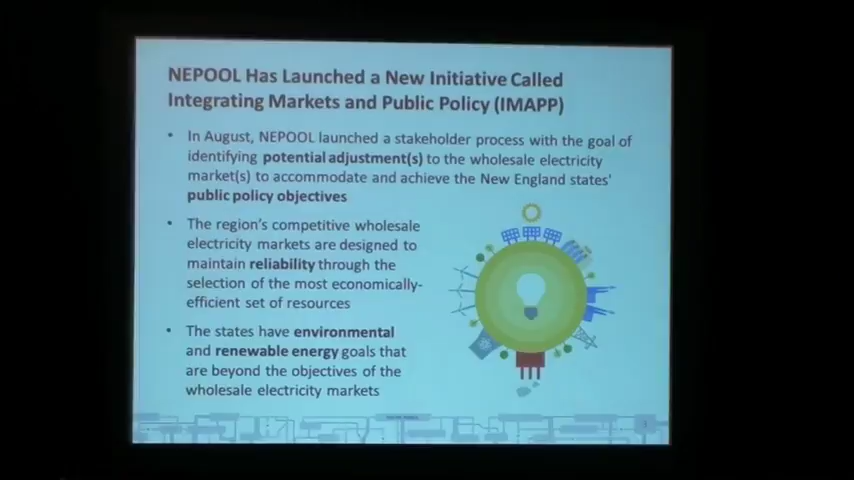 NEPOOL Has Launched a New Initiative Called
Integrating Markets and Public Policy (IMAPP)
• In August, NEPOOL launched a stakeholder process with the goal of
identifying potential adjustment(s) to the wholesale electricity
market(s) to accommodate and achieve the New England states'
public policy objectives
• The region's competitive wholesale
electricity markets are designed to
maintain reliability through the
selection of the most economically-
efficient set of resources
• The states have environmental
and renewable energy goals that
are beyond the objectives of the
wholesale electricity markets